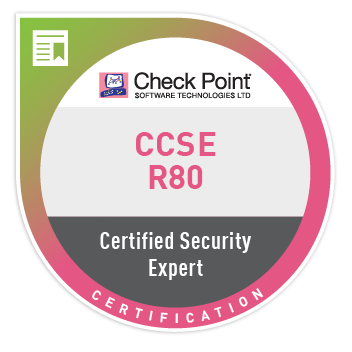 Check Point
SOFTWARE TECHNOLOGIES LTD
CCSE
R80
Certified Security
Expert
CERTIFICATION